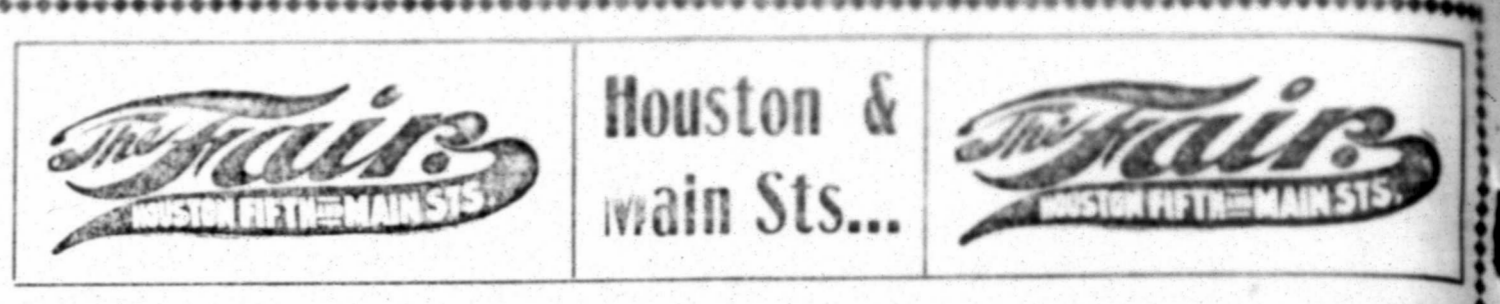 The Fair.
HOUSTON, FIFTH AND MAIN STS.
Houston &
Main Sts...
The Fair.
HOUSTON, FIFTH AND MAIN STS.